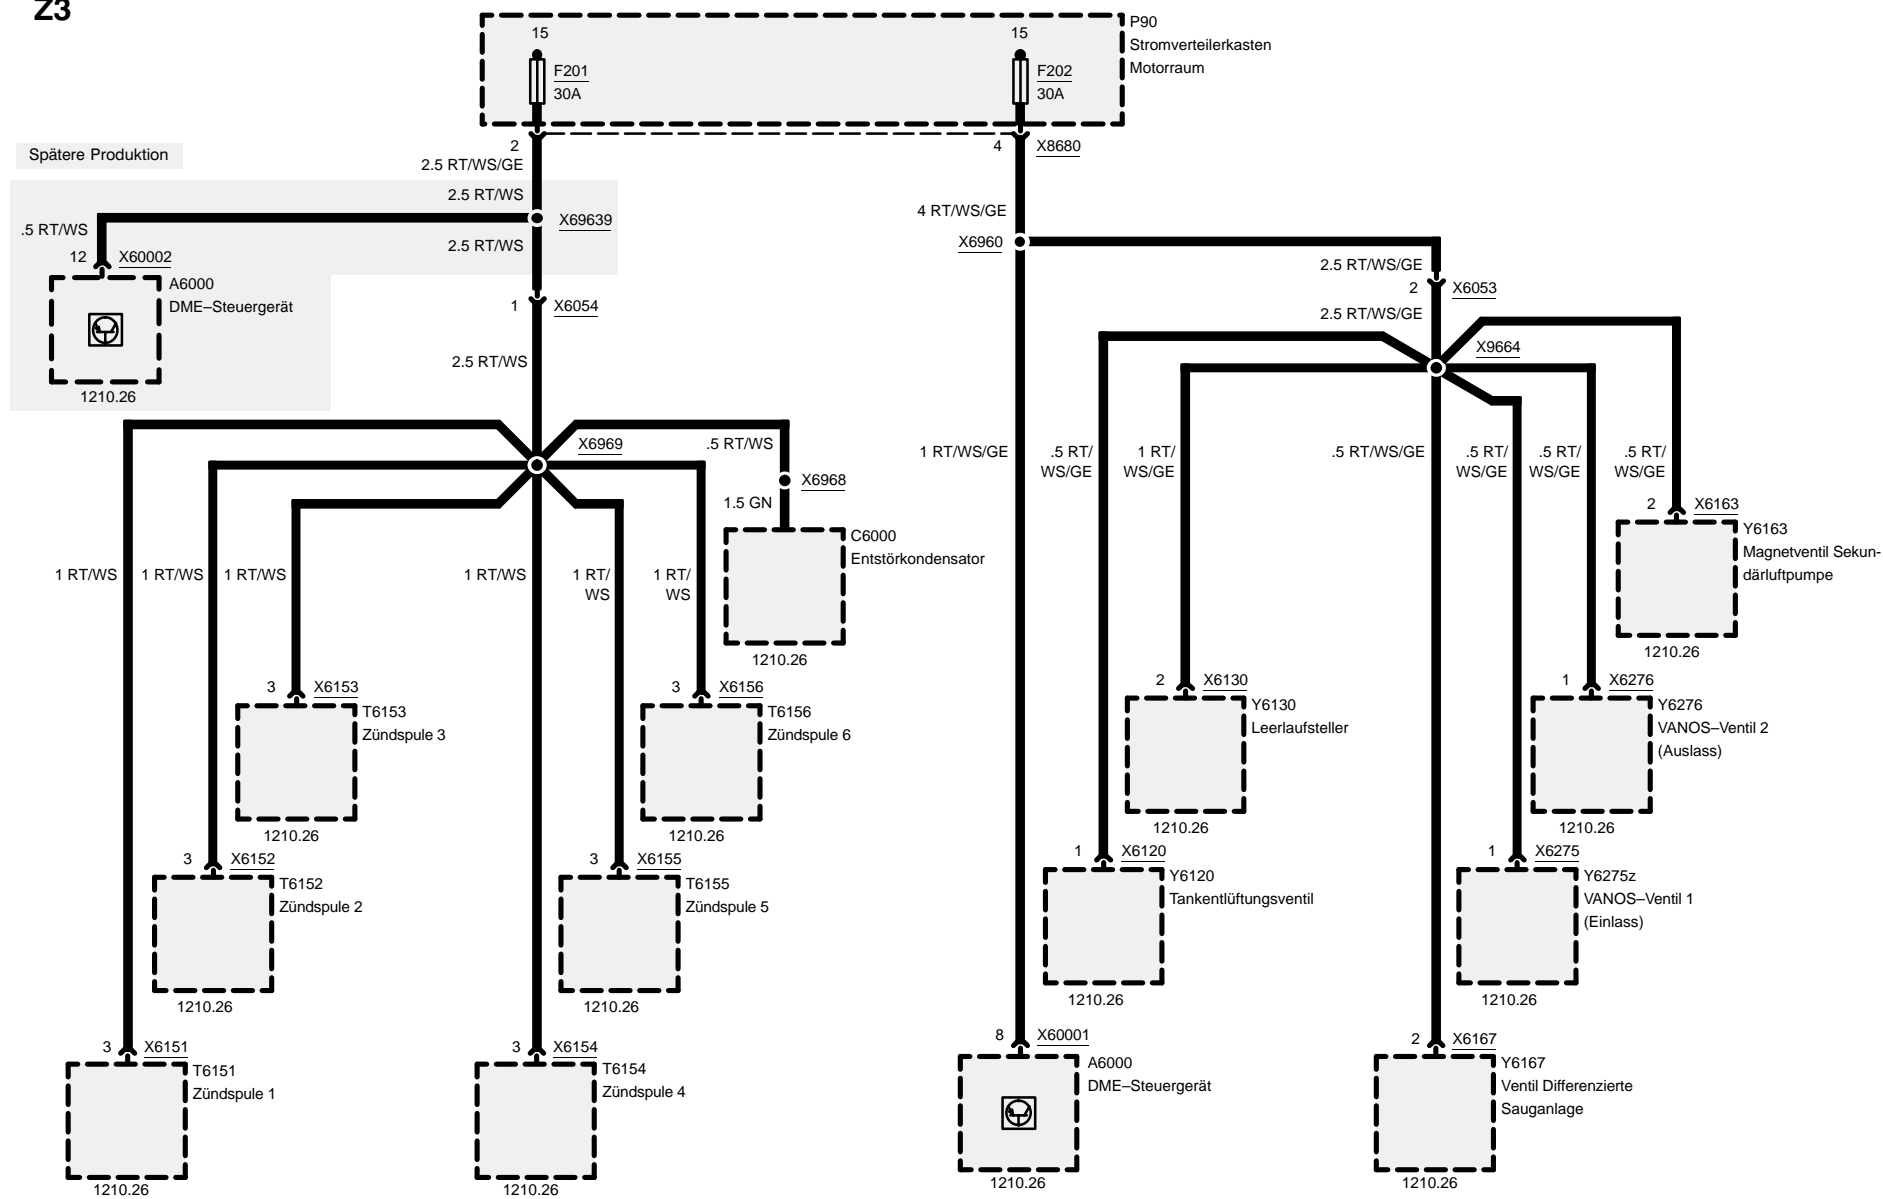 Z3
P90
Stromverteilerkasten
Motorraum
15
F201
30A
15
F202
30A
2
4
X8680
Spätere Produktion
2.5 RT/WS/GE
2.5 RT/WS
X69639
.5 RT/WS
2.5 RT/WS
12
X60002
A6000
DME–Steuergerät
1210.26
1
X6054
2.5 RT/WS
4 RT/WS/GE
X6960
2.5 RT/WS/GE
2
X6053
2.5 RT/WS/GE
X9664
X6969
.5 RT/WS
X6968
1.5 GN
C6000
Entstörkondensator
1210.26
1 RT/WS/GE
.5 RT/
WS/GE
1 RT/
WS/GE
.5 RT/WS/GE
.5 RT/
WS/GE
.5 RT/
WS/GE
.5 RT/
WS/GE
2
X6163
Y6163
Magnetventil Sekun-
därluftpumpe
1210.26
1 RT/WS
1 RT/WS
1 RT/WS
1 RT/WS
1 RT/
WS
1 RT/
WS
3
X6153
T6153
Zündspule 3
1210.26
3
X6156
T6156
Zündspule 6
1210.26
2
X6130
Y6130
Leerlaufsteller
1210.26
1
X6276
Y6276
VANOS–Ventil 2
(Auslass)
1210.26
3
X6152
T6152
Zündspule 2
1210.26
3
X6155
T6155
Zündspule 5
1210.26
1
X6120
Y6120
Tankentlüftungsventil
1210.26
1
X6275
Y6275z
VANOS–Ventil 1
(Einlass)
1210.26
3
X6151
T6151
Zündspule 1
1210.26
3
X6154
T6154
Zündspule 4
1210.26
8
X60001
A6000
DME–Steuergerät
1210.26
2
X6167
Y6167
Ventil Differenzierte
Sauganlage
1210.26